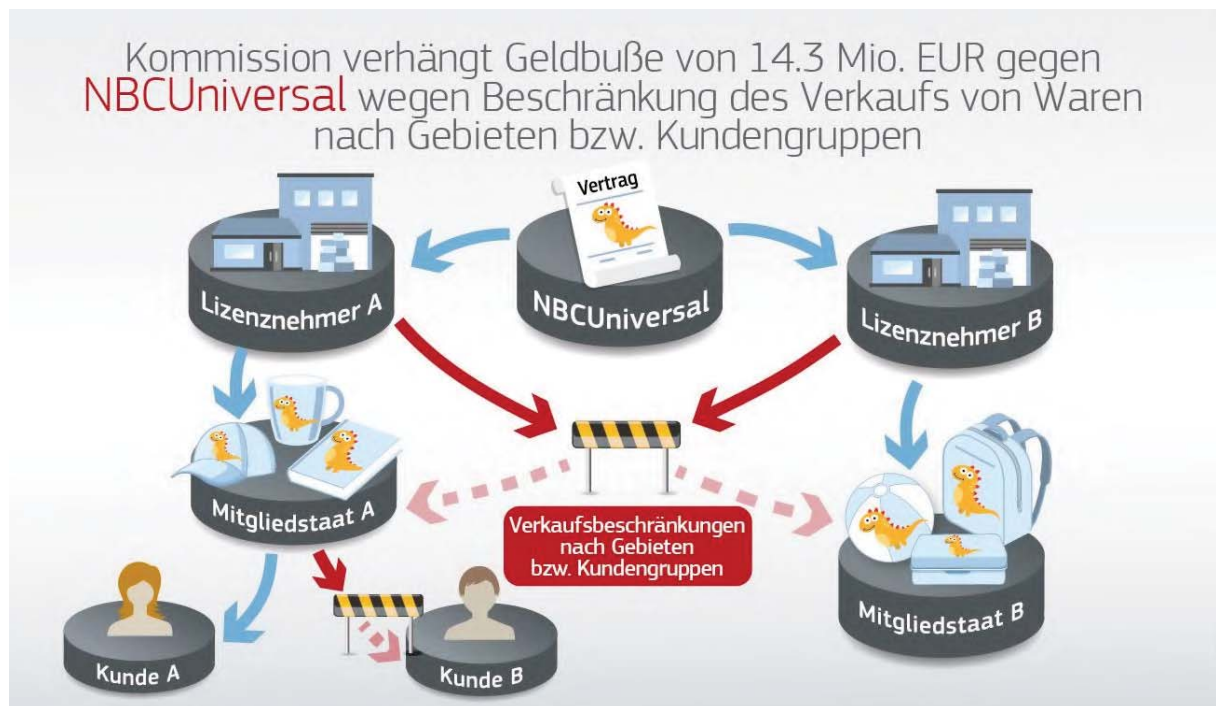 Kommission verhängt Geldbuße von 14.3 Mio. EUR gegen
NBCUniversal wegen Beschränkung des Verkaufs von Waren
nach Gebieten bzw. Kundengruppen
Vertrag
Lizenznehmer A
NBCUniversal
Lizenznehmer B
Mitgliedstaat A
Verkaufsbeschränkungen
nach Gebieten
bzw. Kundengruppen
Mitgliedstaat B
Kunde A
Kunde B